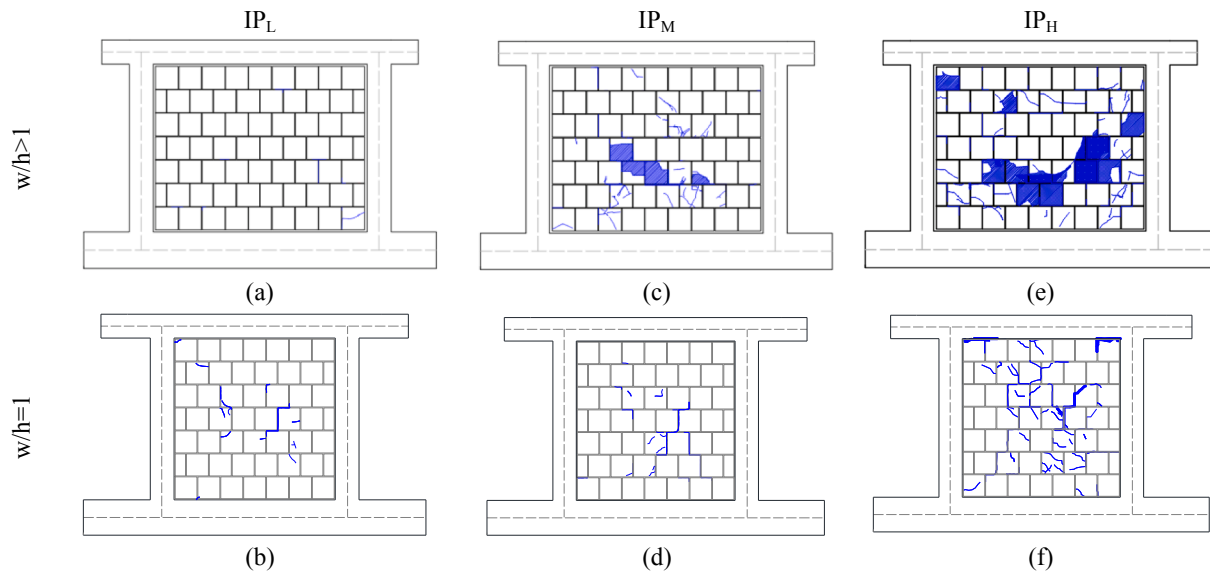 IP_L IP_M IP_H
w/h>1
(a) (c) (e)
w/h=1
(b) (d) (f)